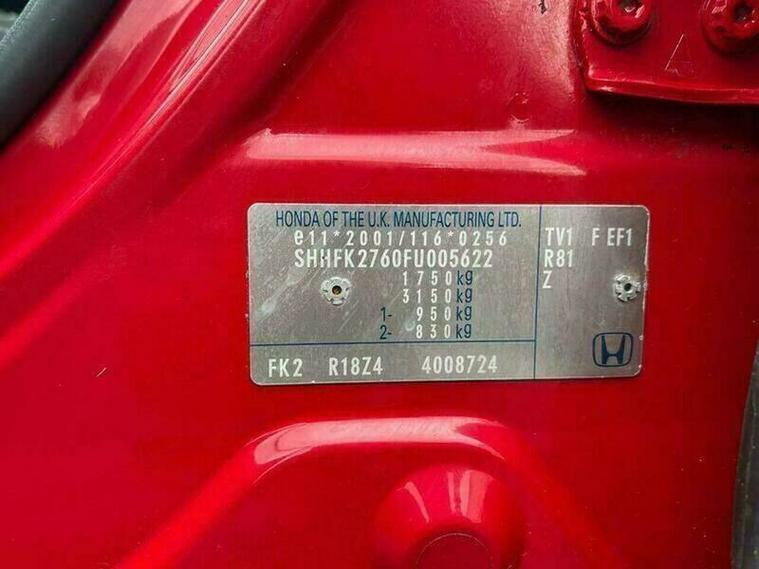 HONDA OF THE U.K. MANUFACTURING LTD.
e11*2001/116*0256
SHHFK2760FU005622
1750kg
3150kg
1- 950kg
2- 830kg
FK2 R18Z4 4008724
TV1 F EF1
R81
Z